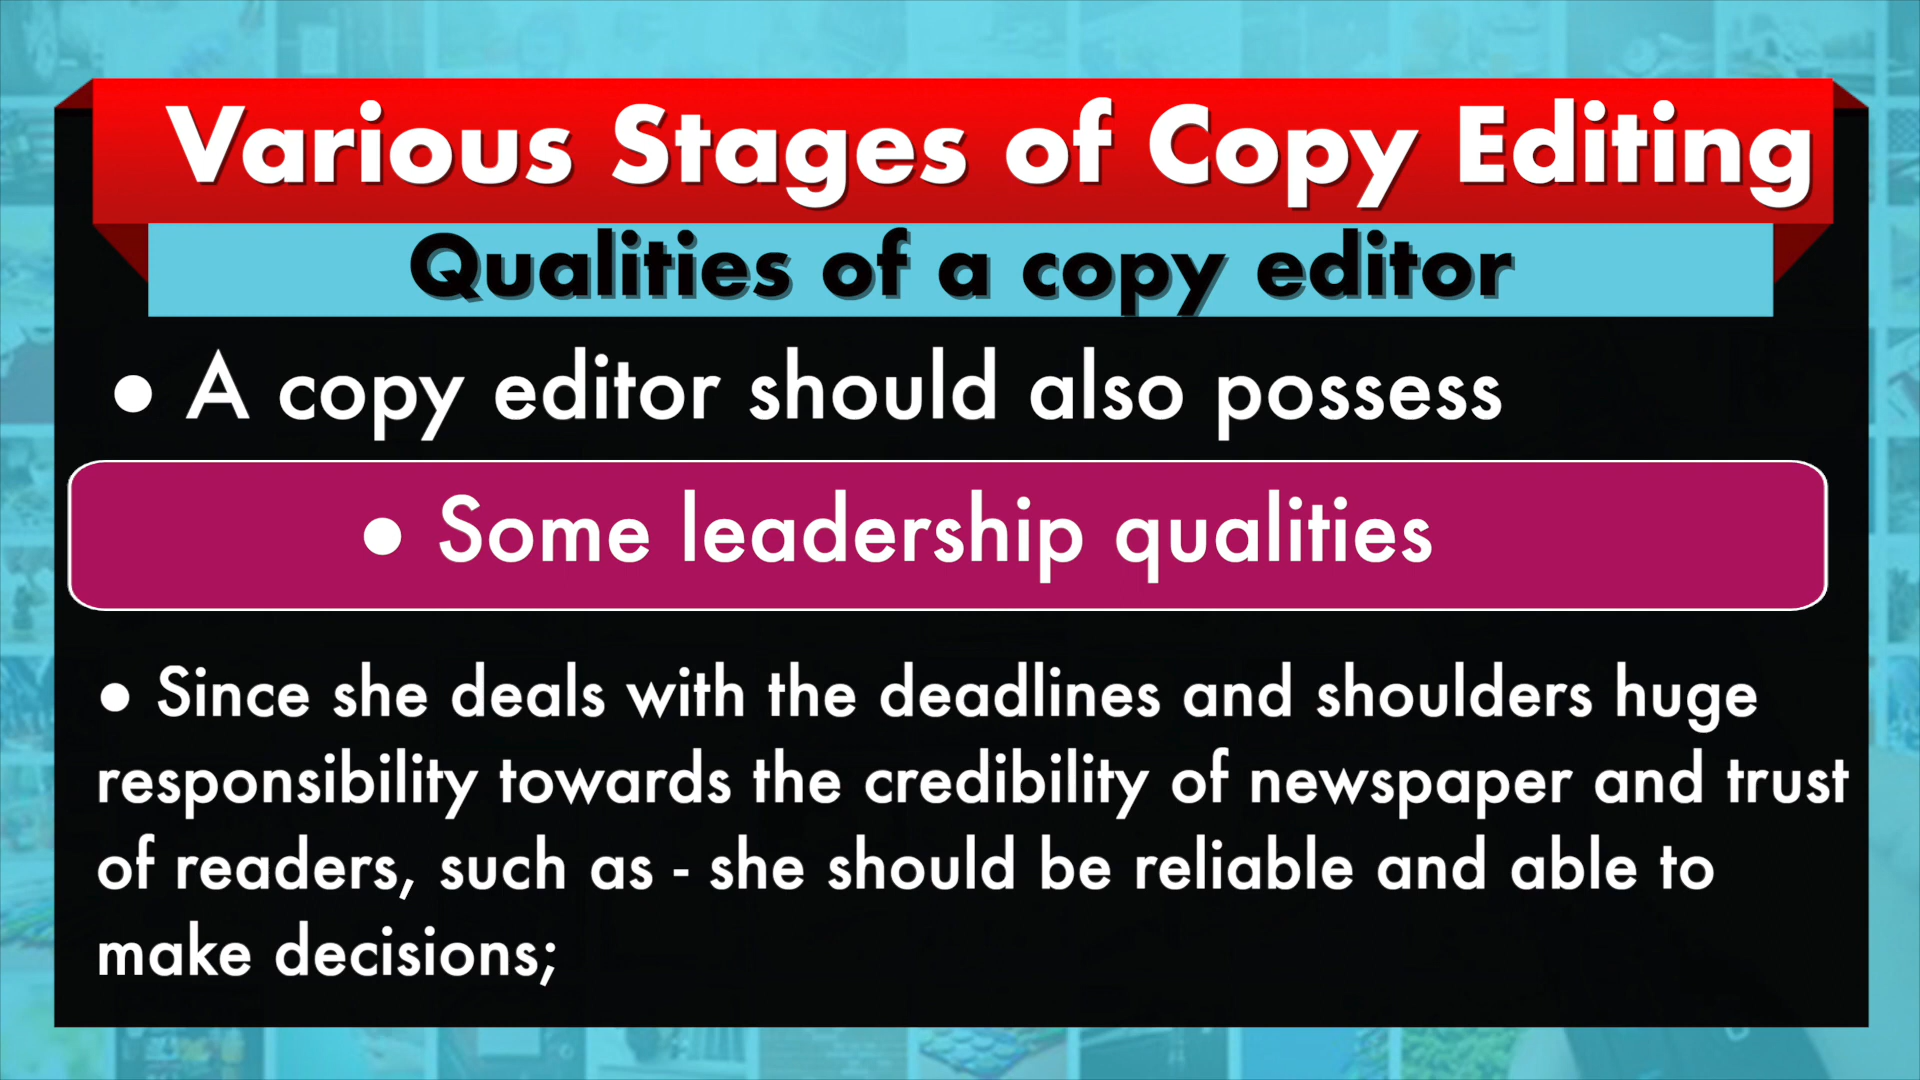 Various Stages of Copy Editing
Qualities of a copy editor
● A copy editor should also possess
● Some leadership qualities
● Since she deals with the deadlines and shoulders huge
responsibility towards the credibility of newspaper and trust
of readers, such as - she should be reliable and able to
make decisions;